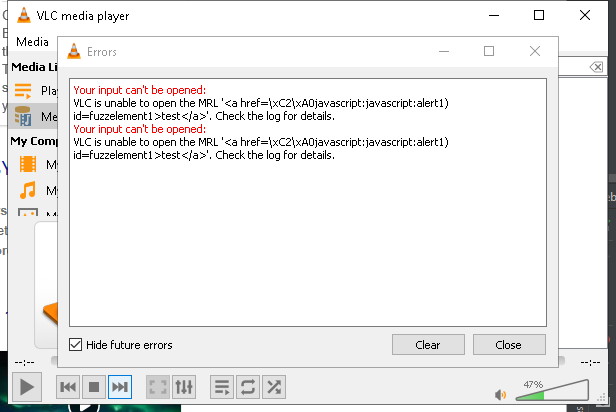 VLC media player
Media
Errors
Media Li
Your input can't be opened:
VLC is unable to open the MRL '<a href=\xC2\xA0javascript:javascript:alert1)
id=fuzzelement1>test</a>'. Check the log for details.
Your input can't be opened:
VLC is unable to open the MRL '<a href=\xC2\xA0javascript:javascript:alert1)
id=fuzzelement1>test</a>'. Check the log for details.
Play
Me
My Comp
My
My
M
Hide future errors
Clear
Close
--:--
--:--
47%